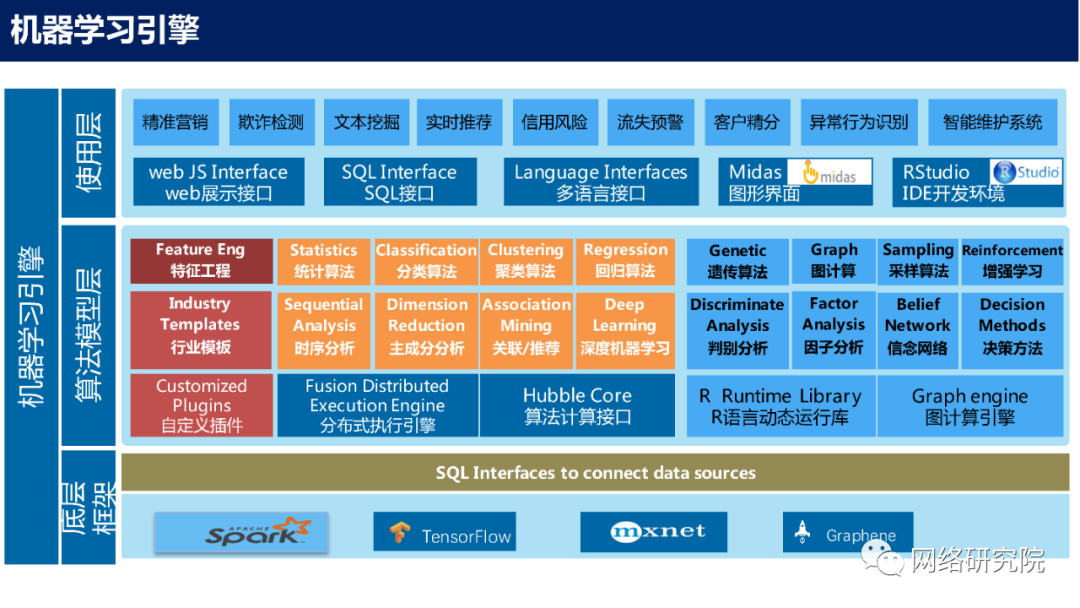 机器学习引擎
机器学习引擎
使用层
精准营销
欺诈检测
文本挖掘
实时推荐
信用风险
流失预警
客户精分
异常行为识别
智能维护系统
web JS Interface
web展示接口
SQL Interface
SQL接口
Language Interfaces
多语言接口
Midas
图形界面
midas
RStudio
IDE开发环境
R Studio
算法模型层
Feature Eng
特征工程
Statistics
统计算法
Classification
分类算法
Clustering
聚类算法
Regression
回归算法
Genetic
遗传算法
Graph
图计算
Sampling
采样算法
Reinforcement
增强学习
Industry
Templates
行业模板
Sequential
Analysis
时序分析
Dimension
Reduction
主成分分析
Association
Mining
关联/推荐
Deep
Learning
深度机器学习
Discriminate
Analysis
判别分析
Factor
Analysis
因子分析
Belief
Network
信念网络
Decision
Methods
决策方法
Customized
Plugins
自定义插件
Fusion Distributed
Execution Engine
分布式执行引擎
Hubble Core
算法计算接口
R Runtime Library
R语言动态运行库
Graph engine
图计算引擎
底层
框架
SQL Interfaces to connect data sources
APACHE
Spark
TensorFlow
mxnet
Graphene
网络研究院